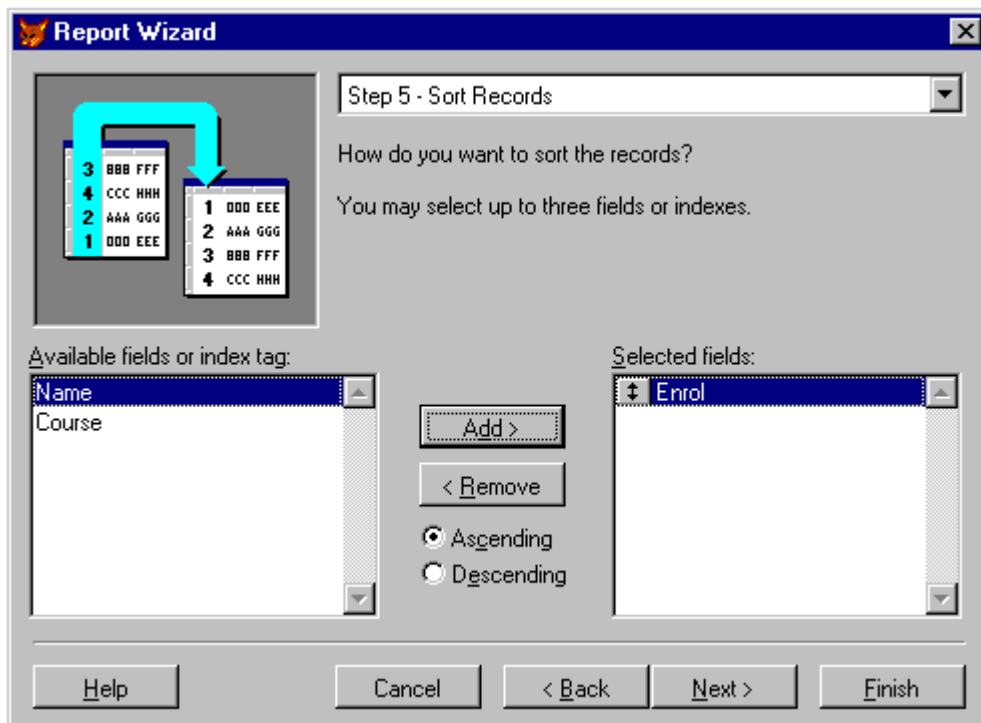 Report Wizard
Step 5 - Sort Records
How do you want to sort the records?
You may select up to three fields or indexes.
3 BBB FFF
4 CCC HHH
2 AAA GGG
1 DDD EEE
1 DDD EEE
2 AAA GGG
3 BBB FFF
4 CCC HHH
Available fields or index tag:
Name
Course
Add >
< Remove
Ascending
Descending
Selected fields:
Enrol
Help
Cancel
< Back
Next >
Finish